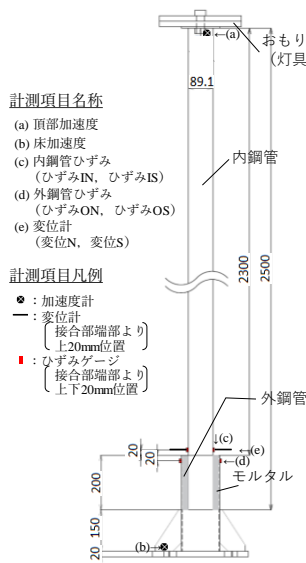 (a)
おもり
(灯具
89.1
計測項目名称
(a) 頂部加速度
(b) 床加速度
(c) 内鋼管ひずみ
(ひずみIN, ひずみIS)
(d) 外鋼管ひずみ
(ひずみON, ひずみOS)
(e) 変位計
(変位N, 変位S)
内鋼管
2300
2500
計測項目凡例
：加速度計
：変位計
接合部端部より
上20mm位置
：ひずみゲージ
接合部端部より
上下20mm位置
外鋼管
(c)
20
20
(e)
(d)
モルタル
200
150
20
(b)